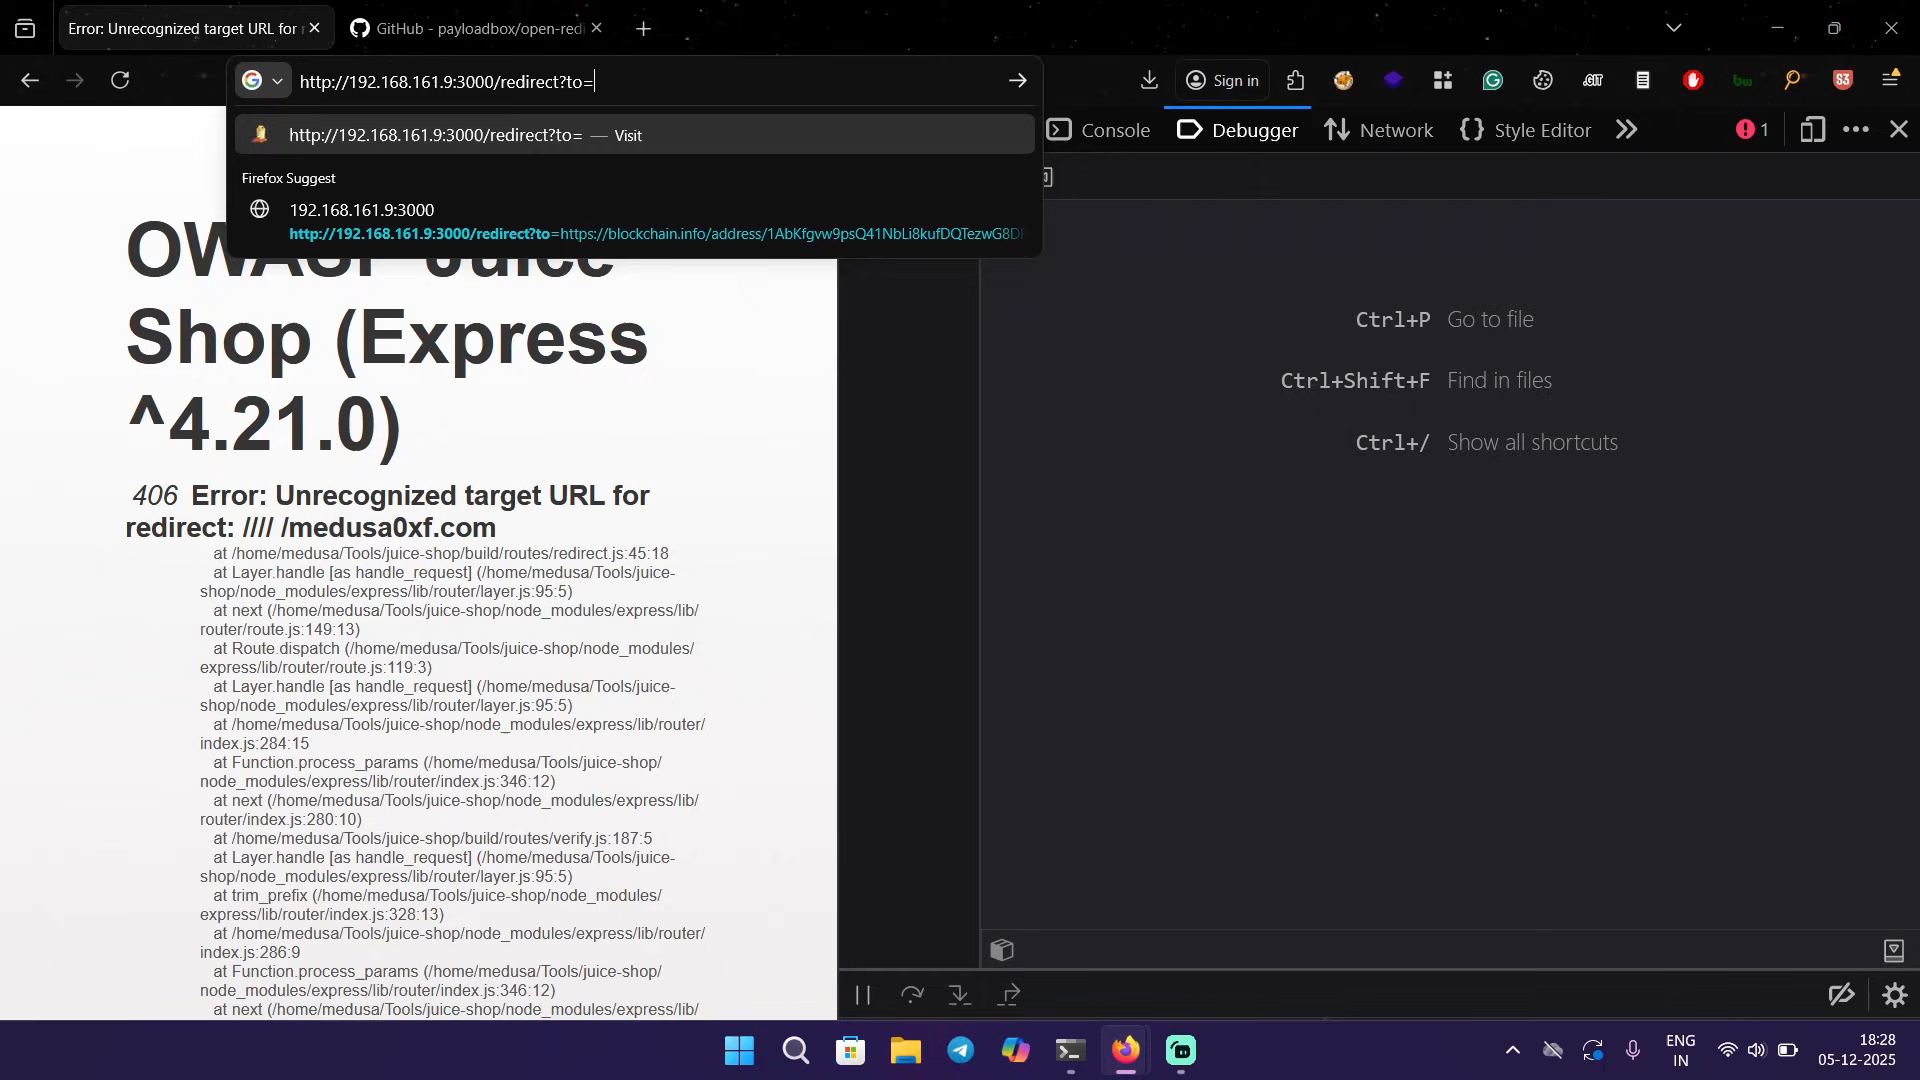 Error: Unrecognized target URL for r
GitHub - payloadbox/open-redi
http://192.168.161.9:3000/redirect?to=
Sign in
.GIT
bw
53
http://192.168.161.9:3000/redirect?to= — Visit
Firefox Suggest
192.168.161.9:3000
http://192.168.161.9:3000/redirect?to=https://blockchain.info/address/1AbKfgvw9psQ41NbLi8kufDQTezwG8D
Console
Debugger
Network
Style Editor
1
OWASP Juice
Shop (Express
^4.21.0)
406 Error: Unrecognized target URL for
redirect: //// /medusa0xf.com
at /home/medusa/Tools/juice-shop/build/routes/redirect.js:45:18
at Layer.handle [as handle_request] (/home/medusa/Tools/juice-
shop/node_modules/express/lib/router/layer.js:95:5)
at next (/home/medusa/Tools/juice-shop/node_modules/express/lib/
router/route.js:149:13)
at Route.dispatch (/home/medusa/Tools/juice-shop/node_modules/
express/lib/router/route.js:119:3)
at Layer.handle [as handle_request] (/home/medusa/Tools/juice-
shop/node_modules/express/lib/router/layer.js:95:5)
at /home/medusa/Tools/juice-shop/node_modules/express/lib/router/
index.js:284:15
at Function.process_params (/home/medusa/Tools/juice-shop/
node_modules/express/lib/router/index.js:346:12)
at next (/home/medusa/Tools/juice-shop/node_modules/express/lib/
router/index.js:280:10)
at /home/medusa/Tools/juice-shop/build/routes/verify.js:187:5
at Layer.handle [as handle_request] (/home/medusa/Tools/juice-
shop/node_modules/express/lib/router/layer.js:95:5)
at trim_prefix (/home/medusa/Tools/juice-shop/node_modules/
express/lib/router/index.js:328:13)
at /home/medusa/Tools/juice-shop/node_modules/express/lib/router/
index.js:286:9
at Function.process_params (/home/medusa/Tools/juice-shop/
node_modules/express/lib/router/index.js:346:12)
at next (/home/medusa/Tools/juice-shop/node_modules/express/lib/
Ctrl+P Go to file
Ctrl+Shift+F Find in files
Ctrl+/ Show all shortcuts
ENG
IN
18:28
05-12-2025